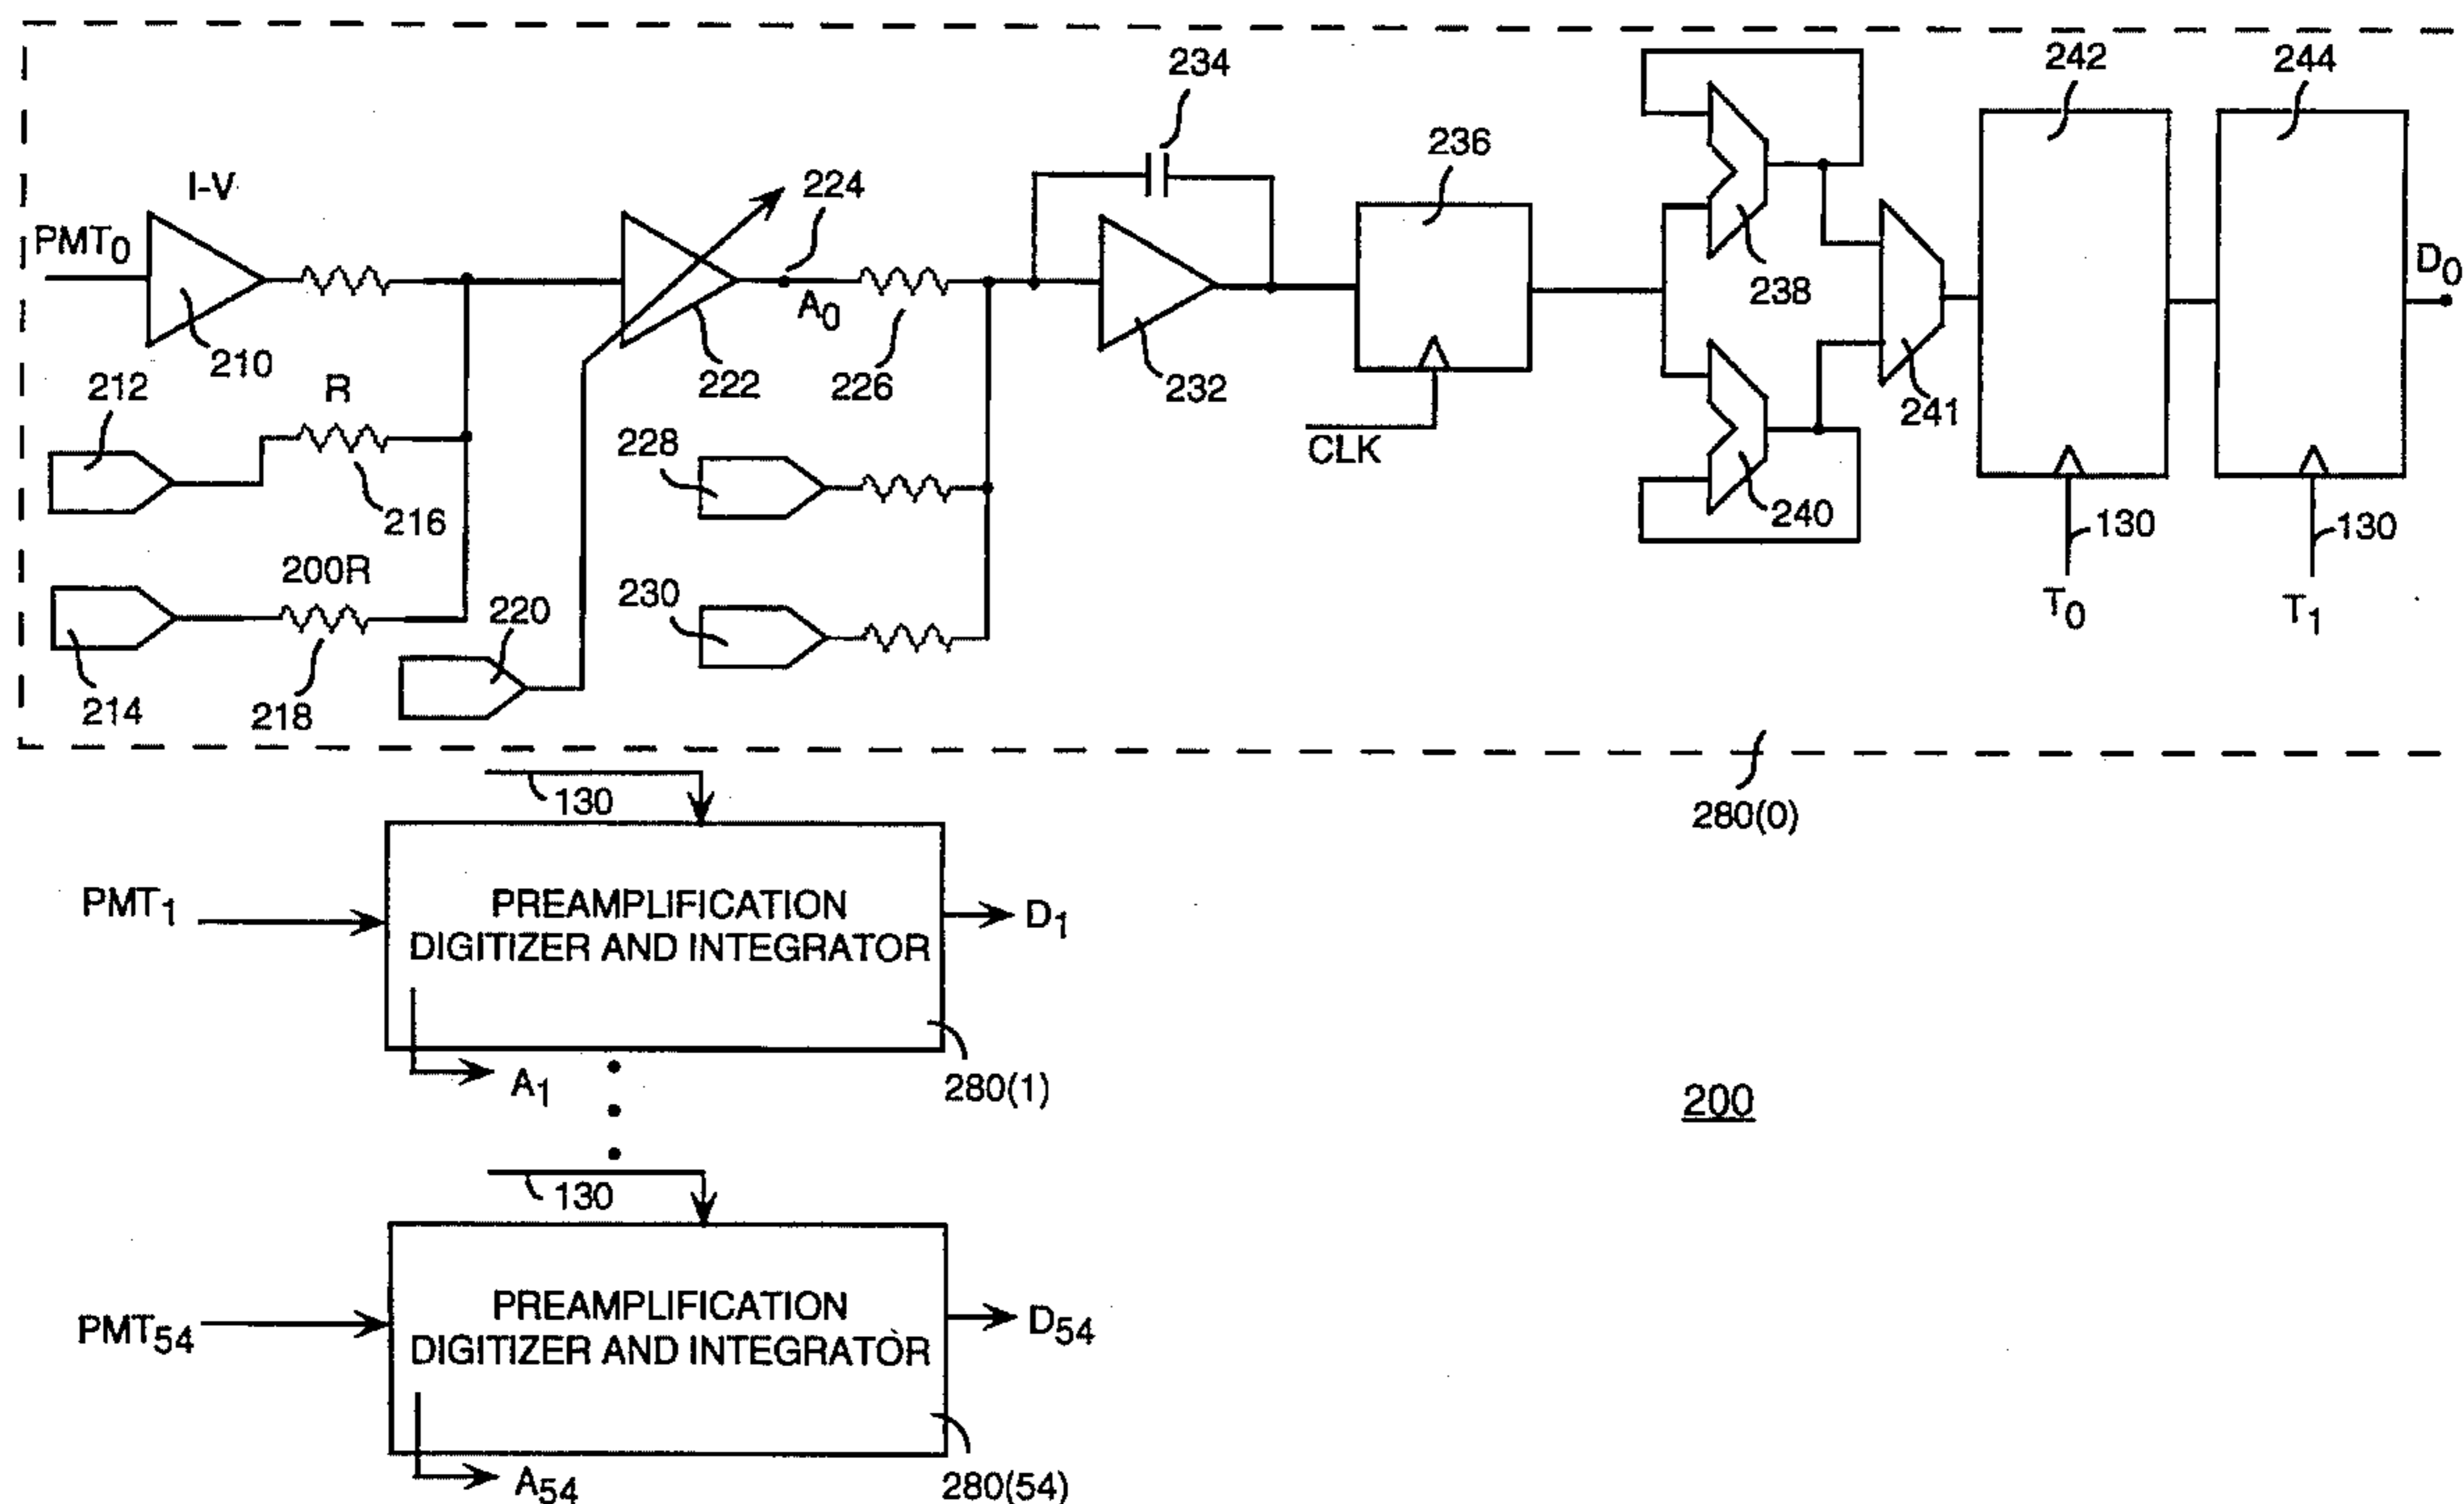 234
242
244
236
I-V
224
PMT0
D0
A0
238
210
212
R
222
226
232
241
228
CLK
216
240
130
130
200R
220
230
T0
T1
214
218
130
280(0)
PMT1
PREAMPLIFICATION
DIGITIZER AND INTEGRATOR
D1
A1
280(1)
200
130
PMT54
PREAMPLIFICATION
DIGITIZER AND INTEGRATOR
D54
A54
280(54)